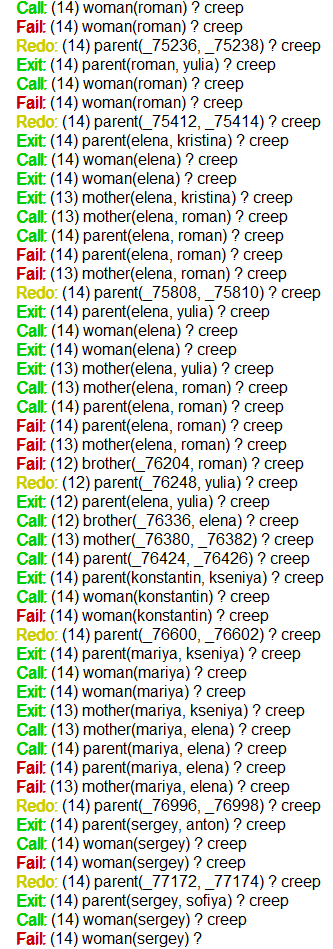 Call: (14) woman(roman) ? creep
Fail: (14) woman(roman) ? creep
Redo: (14) parent(_75236, _75238) ? creep
Exit: (14) parent(roman, yulia) ? creep
Call: (14) woman(roman) ? creep
Fail: (14) woman(roman) ? creep
Redo: (14) parent(_75412, _75414) ? creep
Exit: (14) parent(elena, kristina) ? creep
Call: (14) woman(elena) ? creep
Exit: (14) woman(elena) ? creep
Exit: (13) mother(elena, kristina) ? creep
Call: (13) mother(elena, roman) ? creep
Call: (14) parent(elena, roman) ? creep
Fail: (14) parent(elena, roman) ? creep
Fail: (13) mother(elena, roman) ? creep
Redo: (14) parent(_75808, _75810) ? creep
Exit: (14) parent(elena, yulia) ? creep
Call: (14) woman(elena) ? creep
Exit: (14) woman(elena) ? creep
Exit: (13) mother(elena, yulia) ? creep
Call: (13) mother(elena, roman) ? creep
Call: (14) parent(elena, roman) ? creep
Fail: (14) parent(elena, roman) ? creep
Fail: (13) mother(elena, roman) ? creep
Fail: (12) brother(_76204, roman) ? creep
Redo: (12) parent(_76248, yulia) ? creep
Exit: (12) parent(elena, yulia) ? creep
Call: (12) brother(_76336, elena) ? creep
Call: (13) mother(_76380, _76382) ? creep
Call: (14) parent(_76424, _76426) ? creep
Exit: (14) parent(konstantin, kseniya) ? creep
Call: (14) woman(konstantin) ? creep
Fail: (14) woman(konstantin) ? creep
Redo: (14) parent(_76600, _76602) ? creep
Exit: (14) parent(mariya, kseniya) ? creep
Call: (14) woman(mariya) ? creep
Exit: (14) woman(mariya) ? creep
Exit: (13) mother(mariya, kseniya) ? creep
Call: (13) mother(mariya, elena) ? creep
Call: (14) parent(mariya, elena) ? creep
Fail: (14) parent(mariya, elena) ? creep
Fail: (13) mother(mariya, elena) ? creep
Redo: (14) parent(_76996, _76998) ? creep
Exit: (14) parent(sergey, anton) ? creep
Call: (14) woman(sergey) ? creep
Fail: (14) woman(sergey) ? creep
Redo: (14) parent(_77172, _77174) ? creep
Exit: (14) parent(sergey, sofiya) ? creep
Call: (14) woman(sergey) ? creep
Fail: (14) woman(sergey) ?